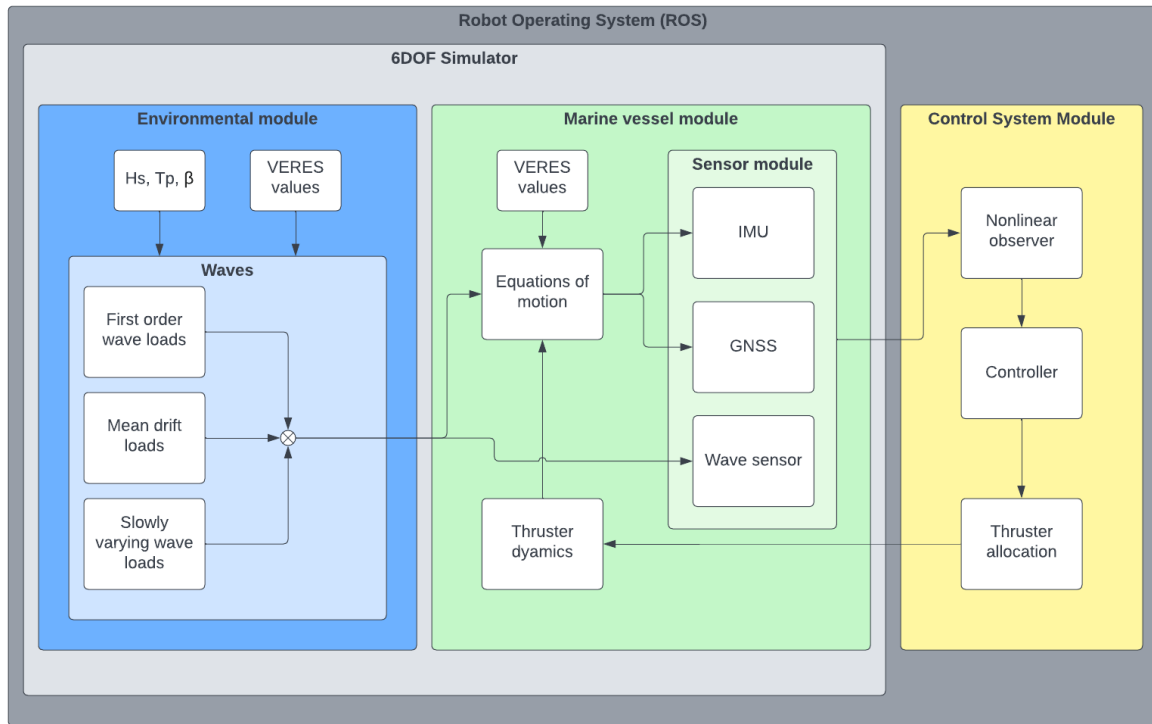 Robot Operating System (ROS)
6DOF Simulator
Environmental module
Hs, Tp, β
VERES
values
Waves
First order
wave loads
Mean drift
loads
Slowly
varying wave
loads
Marine vessel module
VERES
values
Equations of
motion
Thruster
dyamics
Sensor module
IMU
GNSS
Wave sensor
Control System Module
Nonlinear
observer
Controller
Thruster
allocation